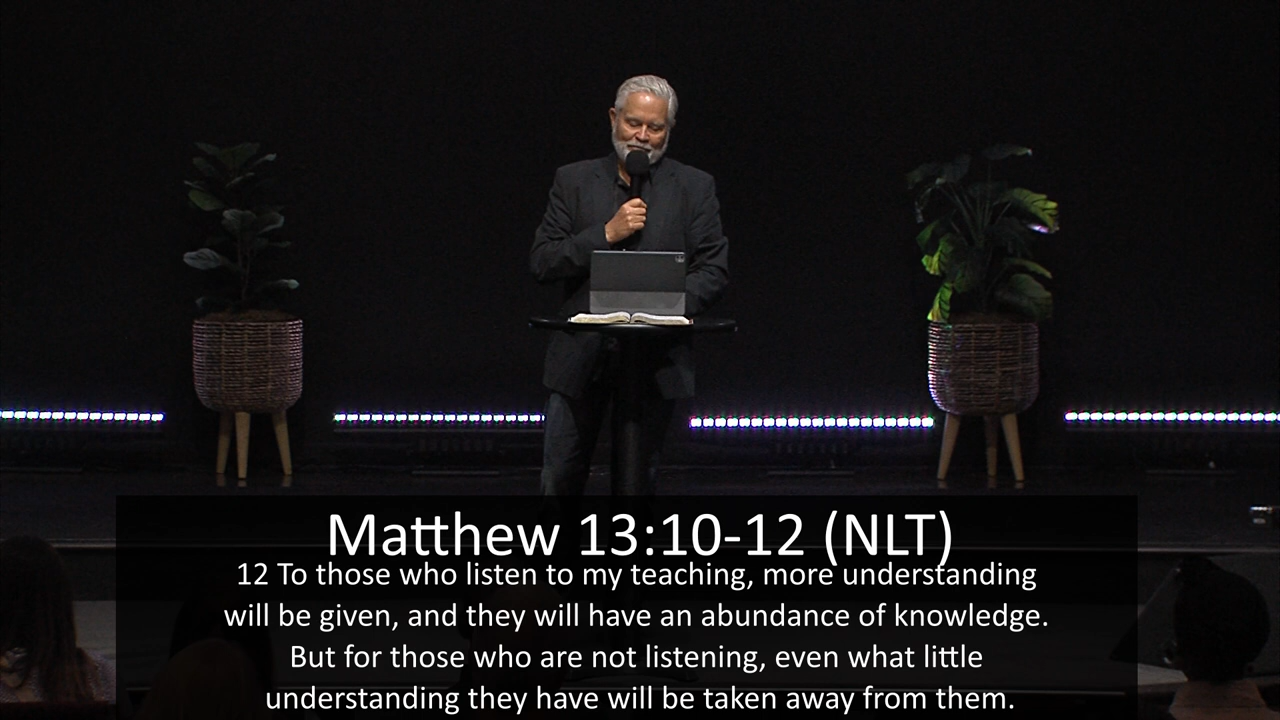 Matthew 13:10-12 (NLT)
12 To those who listen to my teaching, more understanding
will be given, and they will have an abundance of knowledge.
But for those who are not listening, even what little
understanding they have will be taken away from them.